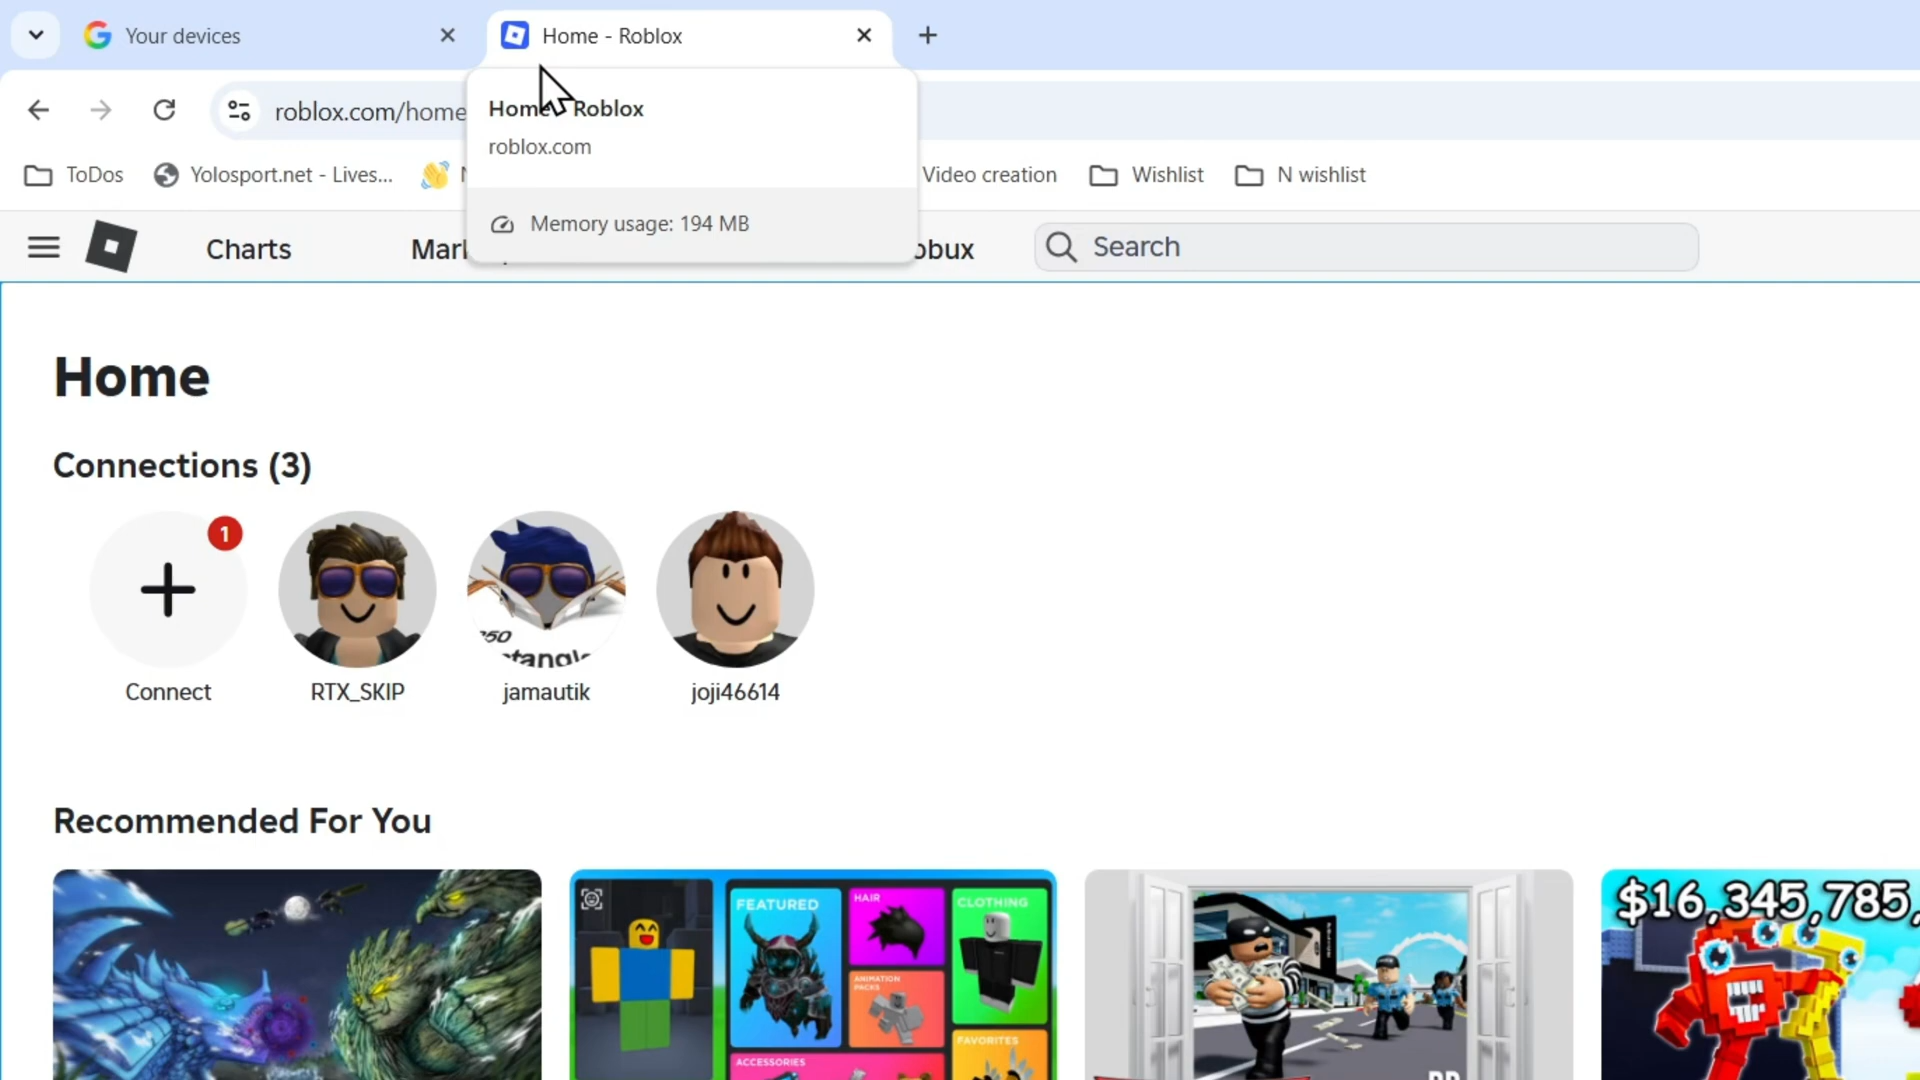 Your devices
Home - Roblox
roblox.com/home
Home Roblox
roblox.com
ToDos
Yolosport.net - Lives...
Video creation
Wishlist
N wishlist
Memory usage: 194 MB
Charts
Search
Home
Connections (3)
1
Connect
RTX_SKIP
jamautik
joji46614
Recommended For You
FEATURED
HAIR
CLOTHING
ANIMATION
PACKS
FAVORITES
ACCESSORIES
$16,345,785,